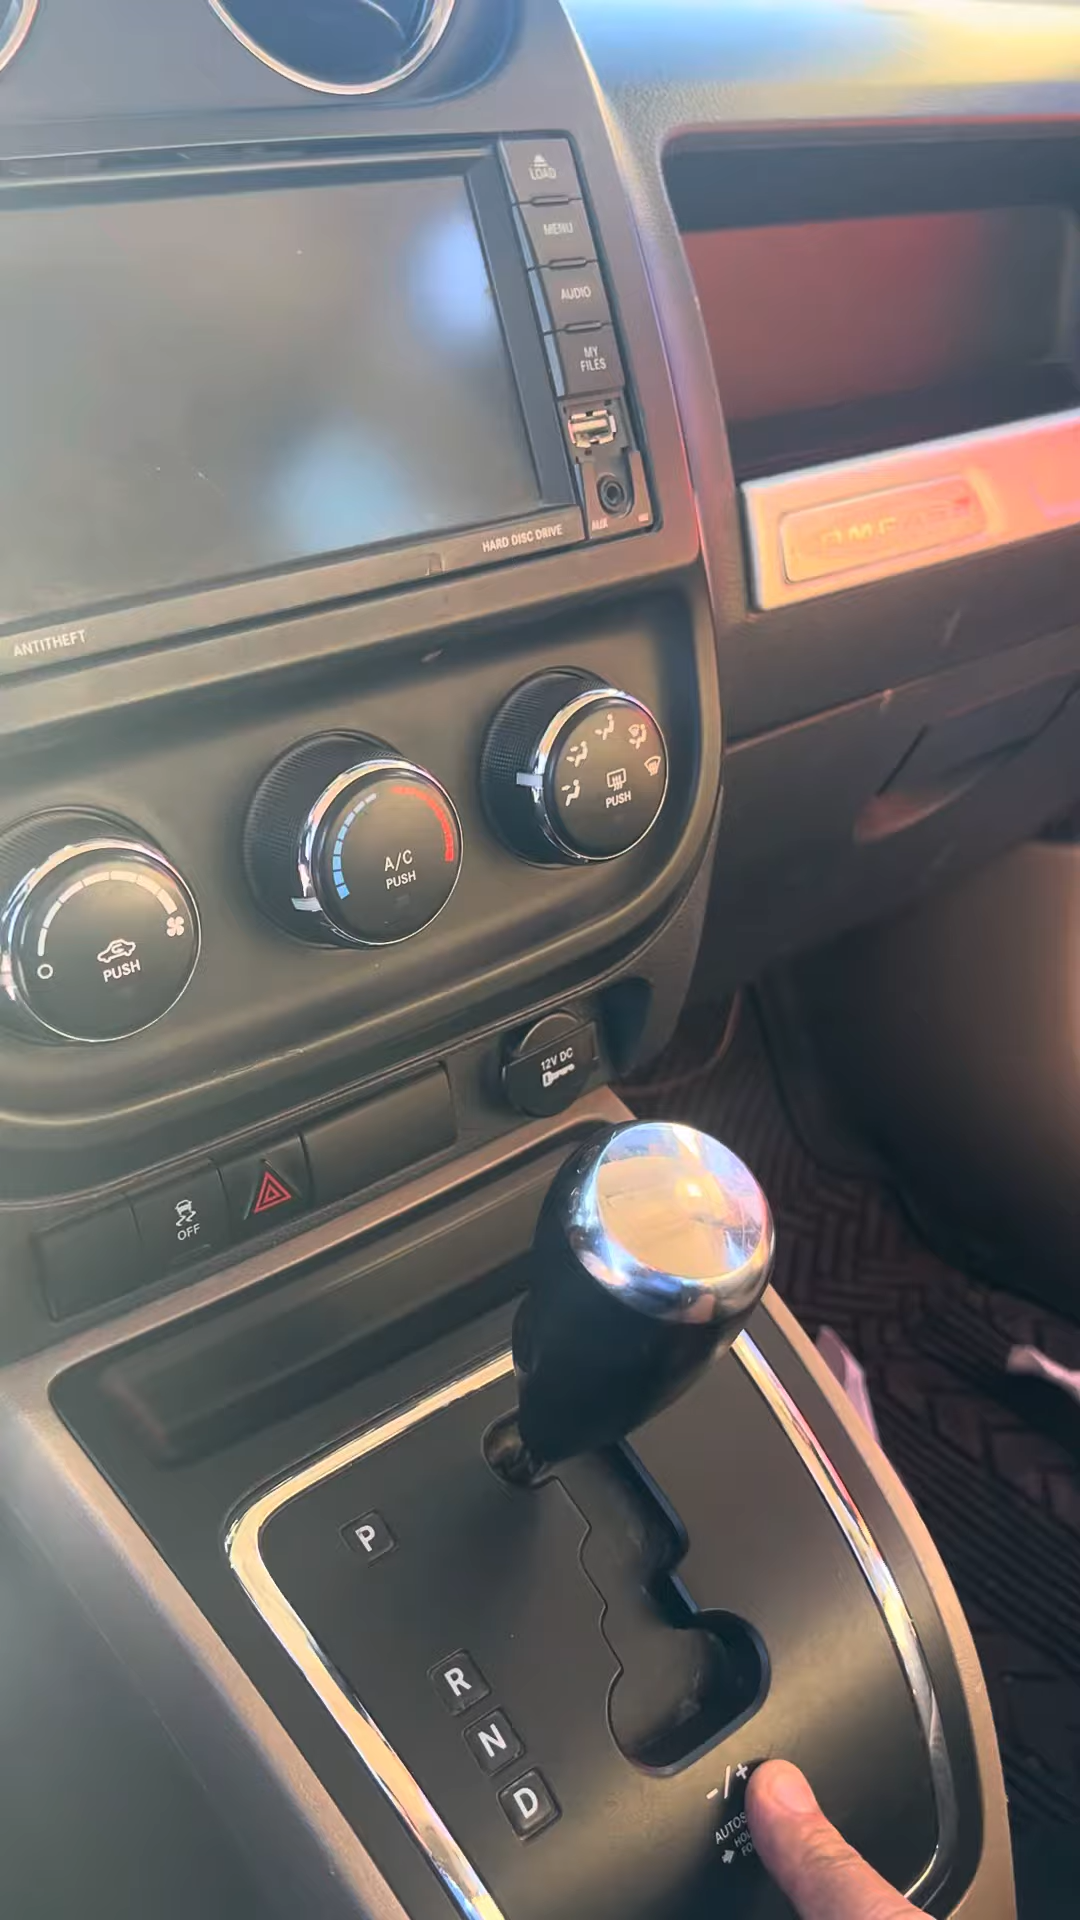 LOAD
MENU
AUDIO
MY
FILES
AUX
HARD DISC DRIVE
ANTITHEFT
PUSH
A/C
PUSH
PUSH
12V DC
OFF
P
R
N
D
-/+